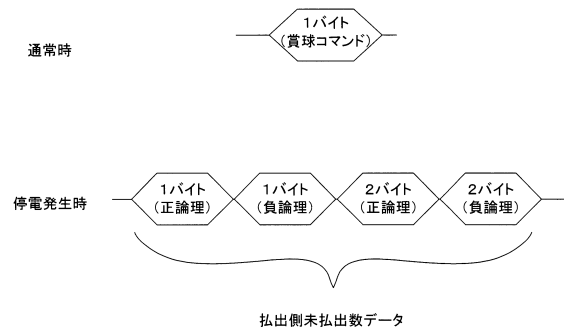 通常時
1バイト
(賞球コマンド)
停電発生時
1バイト
(正論理)
1バイト
(負論理)
2バイト
(正論理)
2バイト
(負論理)
払出側未払出数データ